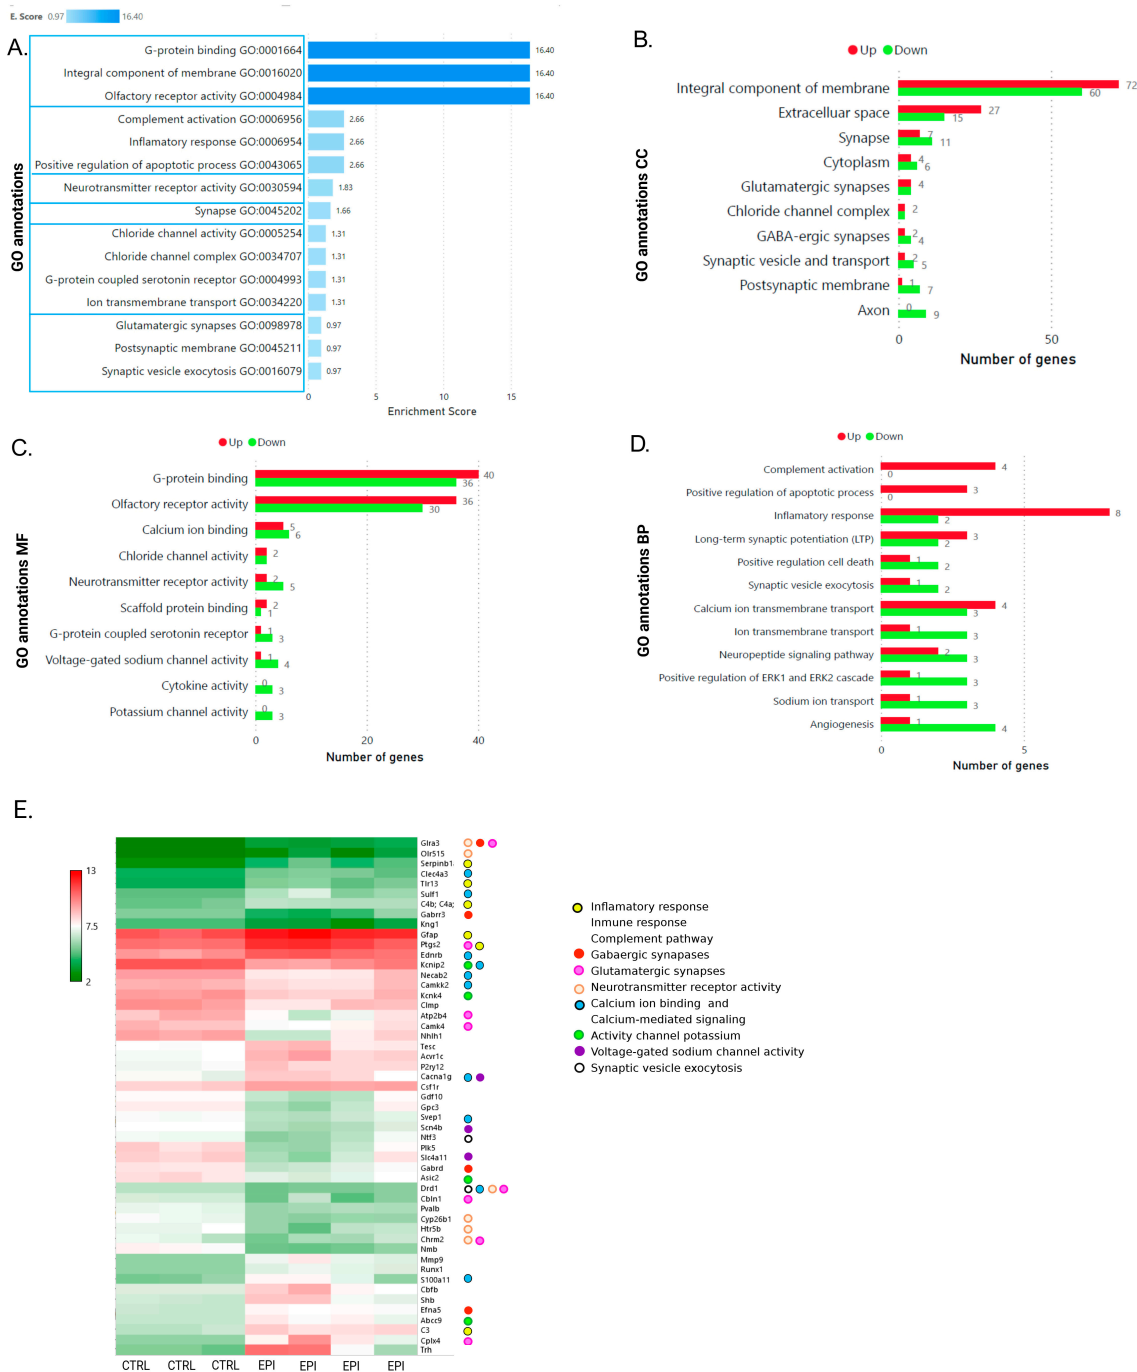 E. Score 0.97 16.40
A.
GO annotations
G-protein binding GO:0001664 16.40
Integral component of membrane GO:0016020 16.40
Olfactory receptor activity GO:0004984 16.40
Complement activation GO:0006956 2.66
Inflamatory response GO:0006954 2.66
Positive regulation of apoptotic process GO:0043065 2.66
Neurotransmitter receptor activity GO:0030594 1.83
Synapse GO:0045202 1.66
Chloride channel activity GO:0005254 1.31
Chloride channel complex GO:0034707 1.31
G-protein coupled serotonin receptor GO:0004993 1.31
Ion transmembrane transport GO:0034220 1.31
Glutamatergic synapses GO:0098978 0.97
Postsynaptic membrane GO:0045211 0.97
Synaptic vesicle exocytosis GO:0016079 0.97
0 5 10 15
Enrichment Score
B.
Up Down
GO annotations CC
Integral component of membrane 72 60
Extracelluar space 27 15
Synapse 7 11
Cytoplasm 4 6
Glutamatergic synapses 4
Chloride channel complex 2
GABA-ergic synapses 2 4
Synaptic vesicle and transport 2 5
Postsynaptic membrane 1 7
Axon 0 9
0 50
Number of genes
C.
Up Down
GO annotations MF
G-protein binding 40 36
Olfactory receptor activity 36 30
Calcium ion binding 5 6
Chloride channel activity 2
Neurotransmitter receptor activity 2 5
Scaffold protein binding 2 1
G-protein coupled serotonin receptor 1 3
Voltage-gated sodium channel activity 1 4
Cytokine activity 0 3
Potassium channel activity 0 3
0 20 40
Number of genes
D.
Up Down
GO annotations BP
Complement activation 4 0
Positive regulation of apoptotic process 3 0
Inflamatory response 8 2
Long-term synaptic potentiation (LTP) 3 2
Positive regulation cell death 1 2
Synaptic vesicle exocytosis 1 2
Calcium ion transmembrane transport 4 3
Ion transmembrane transport 1 3
Neuropeptide signaling pathway 2 3
Positive regulation of ERK1 and ERK2 cascade 1 3
Sodium ion transport 1 3
Angiogenesis 1 4
0 5
Number of genes
E.
13
7.5
2
Glra3
Olr515
Serpinb1
Clec4a3
Tlr13
Sulf1
C4b; C4a;
Gabrr3
Kng1
Gfap
Ptgs2
Ednrb
Kcnip2
Necab2
Camkk2
Kcnk4
Clmp
Atp2b4
Camk4
Nhlh1
Tesc
Acvr1c
P2ry12
Cacna1g
Csf1r
Gdf10
Gpc3
Svep1
Scn4b
Ntf3
Plk5
Slc4a11
Gabrd
Asic2
Drd1
Cbln1
Pvalb
Cyp26b1
Htr5b
Chrm2
Nmb
Mmp9
Runx1
S100a11
Cbfb
Shb
Efna5
Abcc9
C3
Cplx4
Trh
CTRL CTRL CTRL EPI EPI EPI EPI
Inflamatory response
Inmune response
Complement pathway
Gabaergic synapases
Glutamatergic synapses
Neurotransmitter receptor activity
Calcium ion binding and
Calcium-mediated signaling
Activity channel potassium
Voltage-gated sodium channel activity
Synaptic vesicle exocytosis